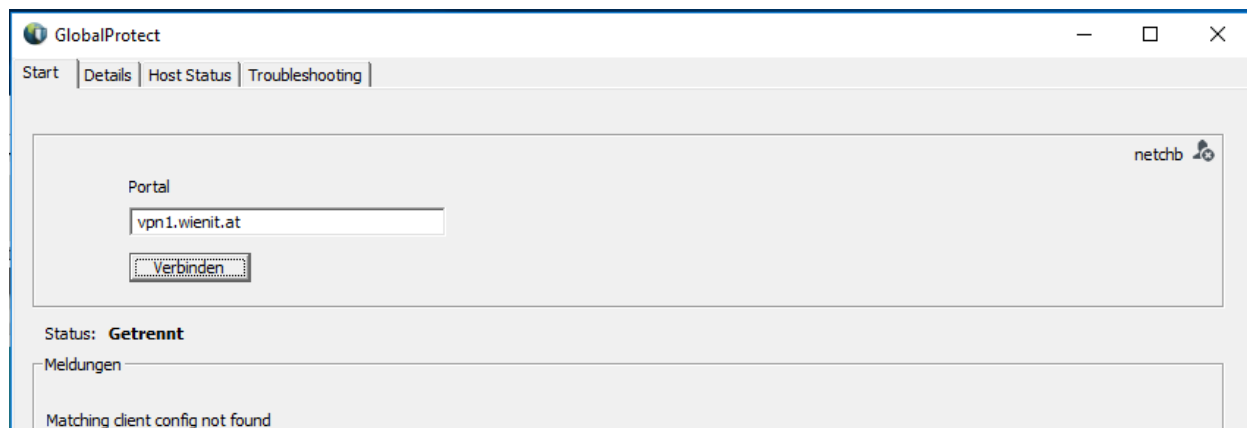 GlobalProtect
Start Details Host Status Troubleshooting
netchb
Portal
vpn1.wienit.at
Verbinden
Status: Getrennt
Meldungen
Matching client config not found